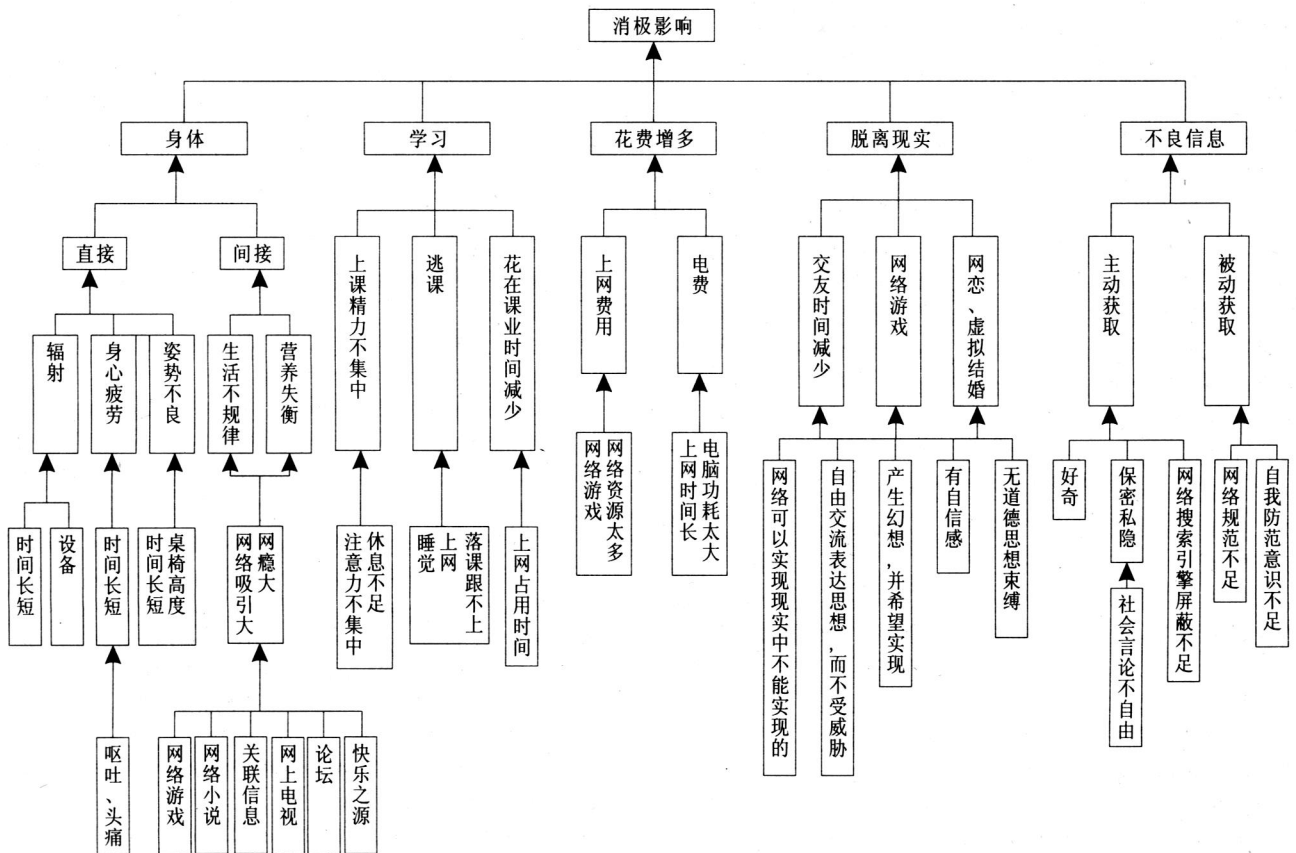 消极影响
身体
学习
花费增多
脱离现实
不良信息
直接
间接
上课精力不集中
逃课
花在课业时间减少
上网费用
电费
交友时间减少
网络游戏
网恋、虚拟结婚
主动获取
被动获取
辐射
身心疲劳
姿势不良
生活不规律
营养失衡
时间长短
设备
时间长短
桌椅高度
时间长短
网瘾大
网络吸引大
休息不足
注意力不集中
落课跟不上
上网
睡觉
上网占用时间
网络资源太多
网络游戏
电脑功耗太大
上网时间长
网络可以实现现实中不能实现的
自由交流表达思想,而不受威胁
产生幻想,并希望实现
有自信感
无道德思想束缚
好奇
保密私隐
网络搜索引擎屏蔽不足
网络规范不足
自我防范意识不足
社会言论不自由
呕吐、头痛
网络游戏
网络小说
关联信息
网上电视
论坛
快乐之源